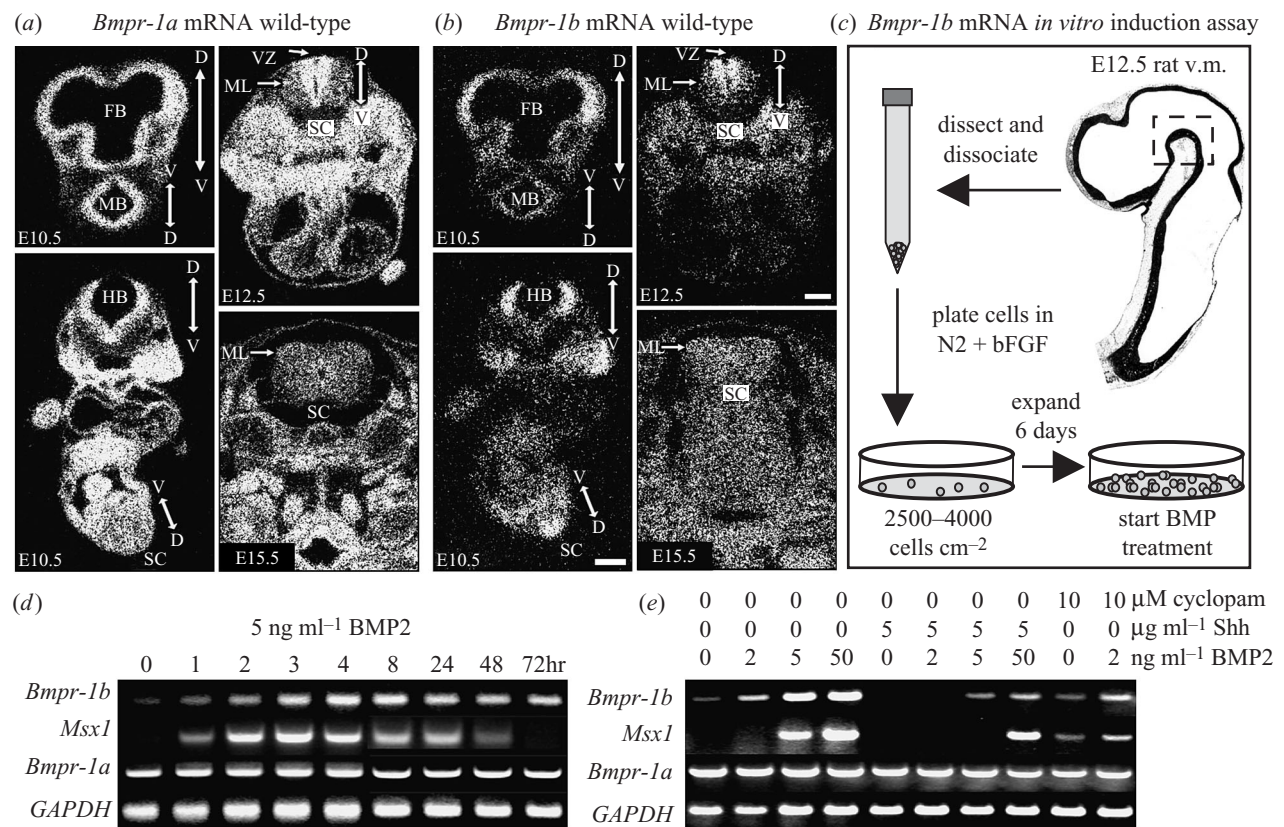 (a) Bmpr-1a mRNA wild-type
D
FB
V
V
MB
D
E10.5
VZ
D
ML
V
SC
E12.5
HB
D
V
V
D
SC
E10.5
ML
SC
E15.5
(b) Bmpr-1b mRNA wild-type
D
FB
V
V
MB
D
E10.5
VZ
D
ML
V
SC
E12.5
HB
D
V
V
D
SC
E10.5
ML
SC
E15.5
(c) Bmpr-1b mRNA in vitro induction assay
E12.5 rat v.m.
dissect and
dissociate
plate cells in
N2 + bFGF
expand
6 days
2500–4000
cells cm–2
start BMP
treatment
(d)
5 ng ml–1 BMP2
0 1 2 3 4 8 24 48 72hr
Bmpr-1b
Msx1
Bmpr-1a
GAPDH
(e)
0 0 0 0 0 0 0 0 10 10 μM cyclopam
0 0 0 0 5 5 5 5 0 0 μg ml–1 Shh
0 2 5 50 0 2 5 50 0 2 ng ml–1 BMP2
Bmpr-1b
Msx1
Bmpr-1a
GAPDH